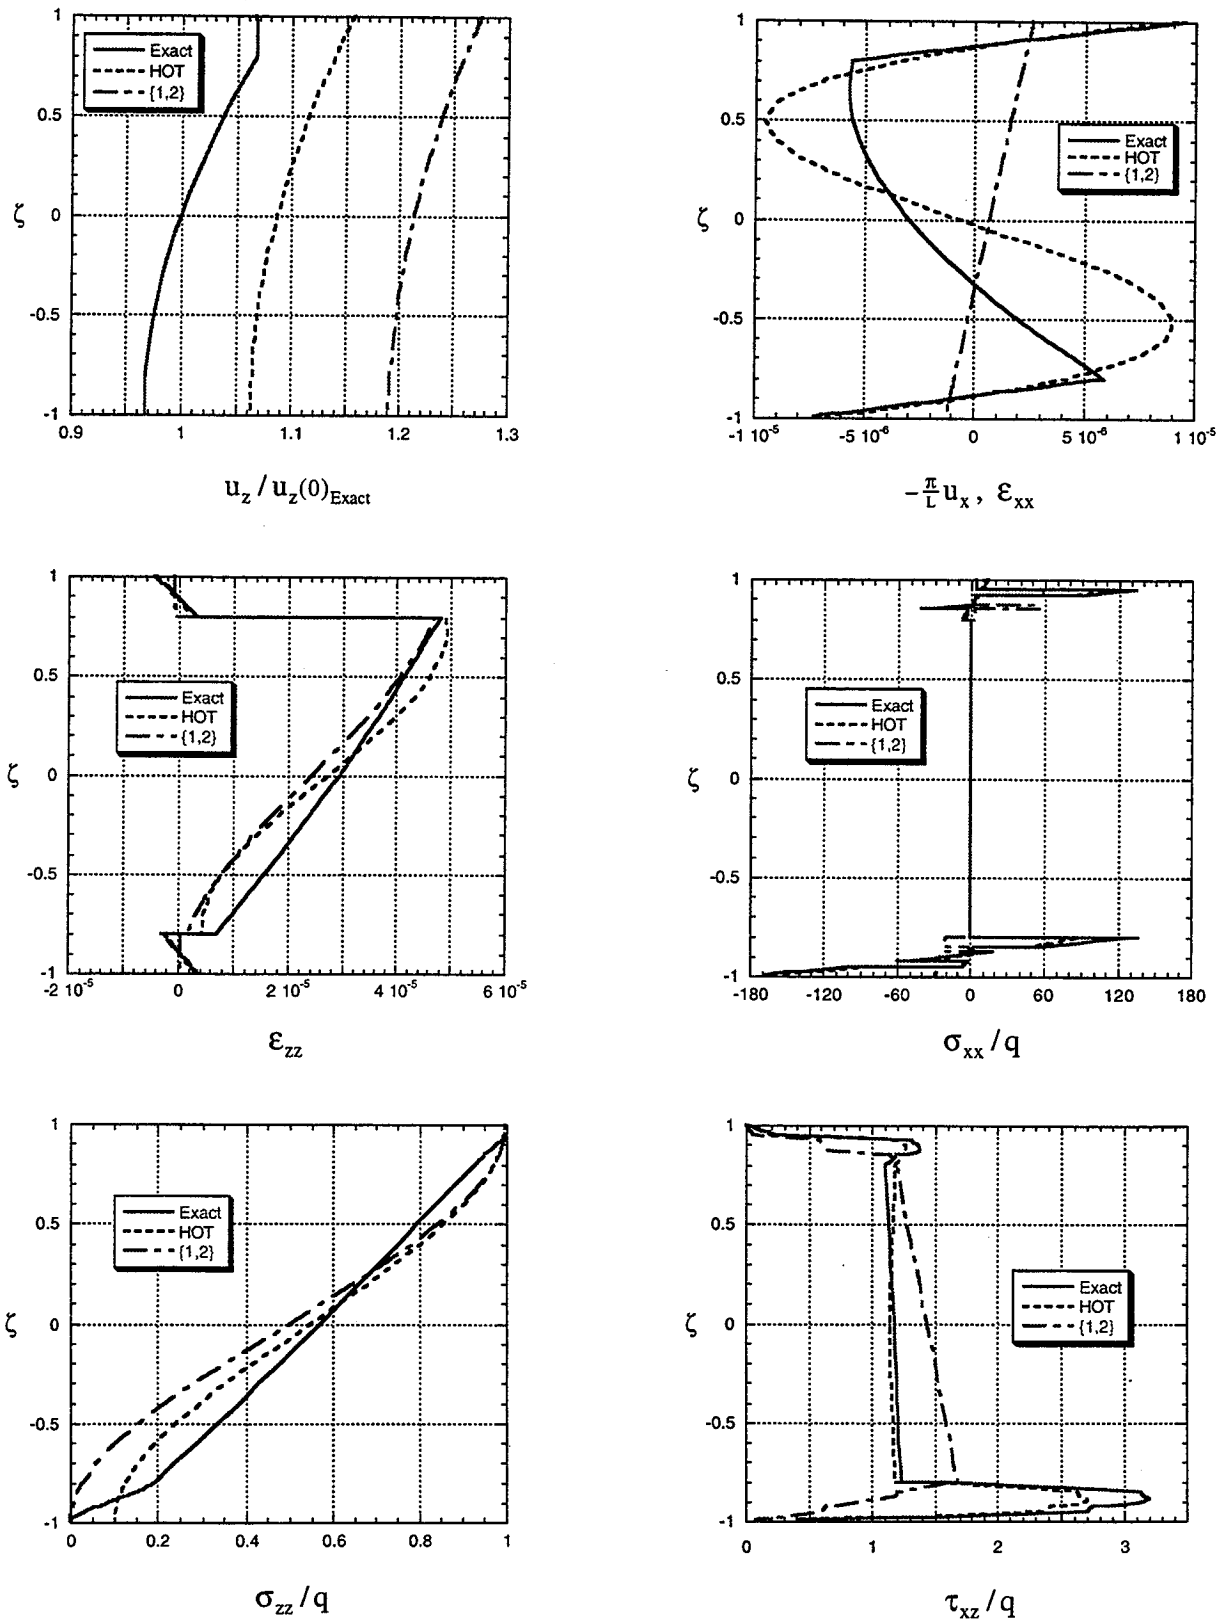 1
0.5
ζ 0
-0.5
-1
0.9 1 1.1 1.2 1.3
Exact
HOT
{1,2}
u_z / u_z(0)_Exact
1
0.5
ζ 0
-0.5
-1
-1 10^-5 -5 10^-6 0 5 10^-6 1 10^-5
Exact
HOT
{1,2}
-π/L u_x , ε_xx
1
0.5
ζ 0
-0.5
-1
-2 10^-5 0 2 10^-5 4 10^-5 6 10^-5
Exact
HOT
{1,2}
ε_zz
1
0.5
ζ 0
-0.5
-1
-180 -120 -60 0 60 120 180
Exact
HOT
{1,2}
σ_xx / q
1
0.5
ζ 0
-0.5
-1
0 0.2 0.4 0.6 0.8 1
Exact
HOT
{1,2}
σ_zz / q
1
0.5
ζ 0
-0.5
-1
0 1 2 3
Exact
HOT
{1,2}
τ_xz / q